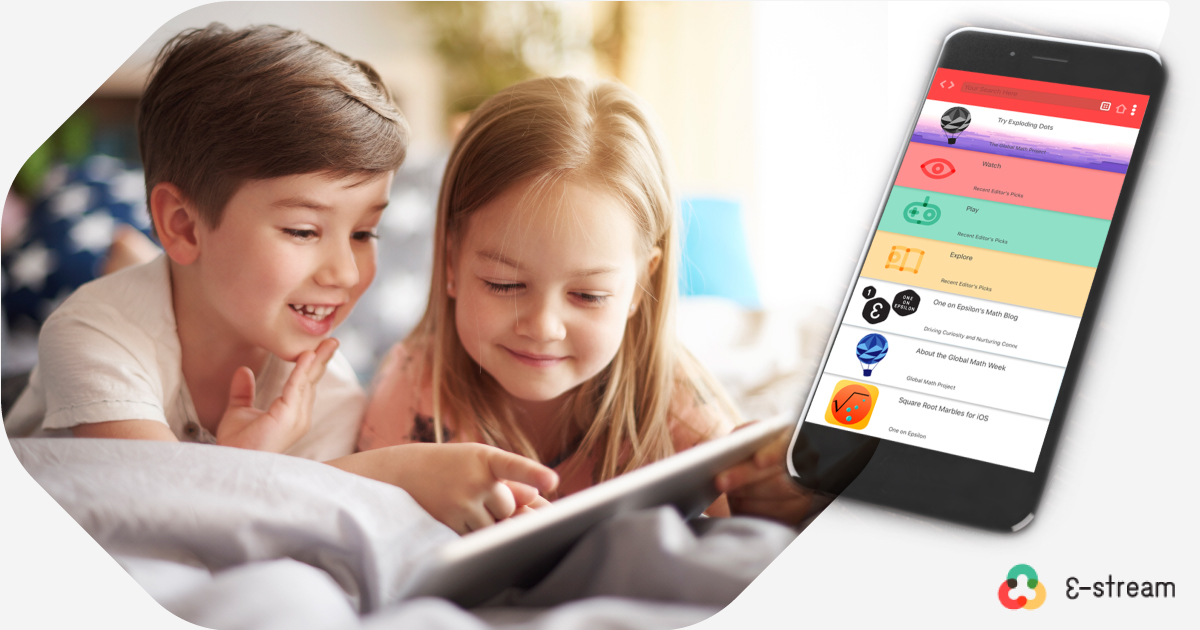 Your Search Here
Try Exploding Dots
The Global Math Project
Watch
Recent Editor's Picks
Play
Recent Editor's Picks
Explore
Recent Editor's Picks
1
ε
ONE
ON
EPSILON
One on Epsilon's Math Blog
Driving Curiosity and Nurturing Conne
About the Global Math Week
Global Math Project
√
Square Root Marbles for iOS
One on Epsilon
ε-stream